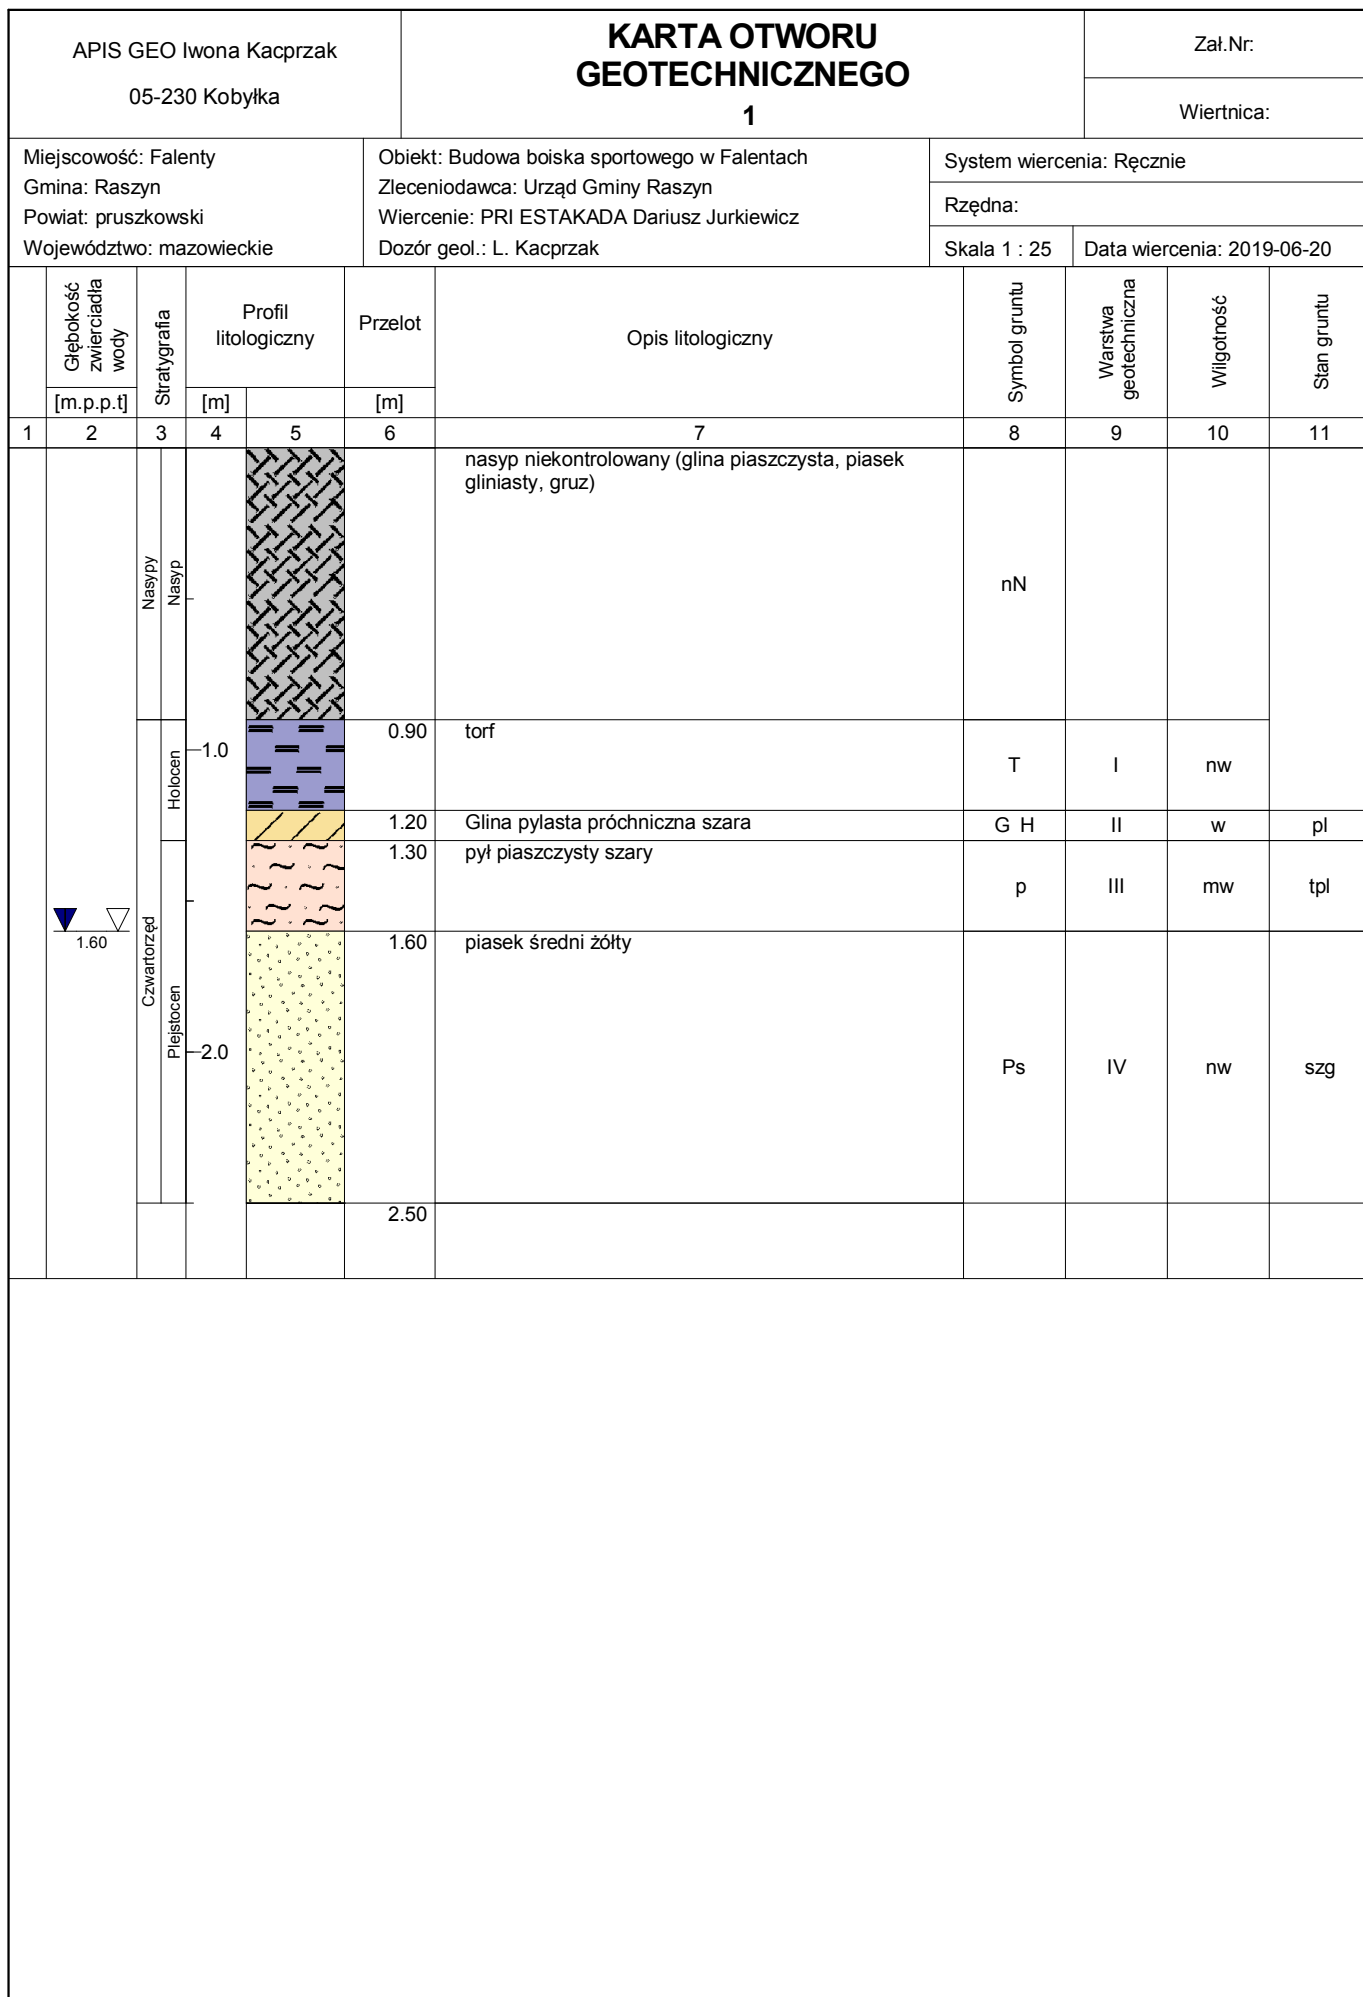 APIS GEO Iwona Kacprzak
05-230 Kobyłka
KARTA OTWORU
GEOTECHNICZNEGO
1
Zał.Nr:
Wiertnica:
Miejscowość: Falenty
Gmina: Raszyn
Powiat: pruszkowski
Województwo: mazowieckie
Obiekt: Budowa boiska sportowego w Falentach
Zleceniodawca: Urząd Gminy Raszyn
Wiercenie: PRI ESTAKADA Dariusz Jurkiewicz
Dozór geol.: L. Kacprzak
System wiercenia: Ręcznie
Rzędna:
Skala 1 : 25
Data wiercenia: 2019-06-20
Głębokość
zwierciadła
wody
[m.p.p.t]
Stratygrafia
Profil
litologiczny
[m]
Przelot
[m]
Opis litologiczny
Symbol gruntu
Warstwa
geotechniczna
Wilgotność
Stan gruntu
1 2 3 4 5 6 7 8 9 10 11
Nasypy
Nasyp
nasyp niekontrolowany (glina piaszczysta, piasek
gliniasty, gruz)
nN
Holocen
1.0
0.90 torf T I nw
1.20 Glina pylasta próchniczna szara G H II w pl
1.30 pył piaszczysty szary p III mw tpl
1.60
Czwartorzęd
Plejstocen
2.0
1.60 piasek średni żółty Ps IV nw szg
2.50